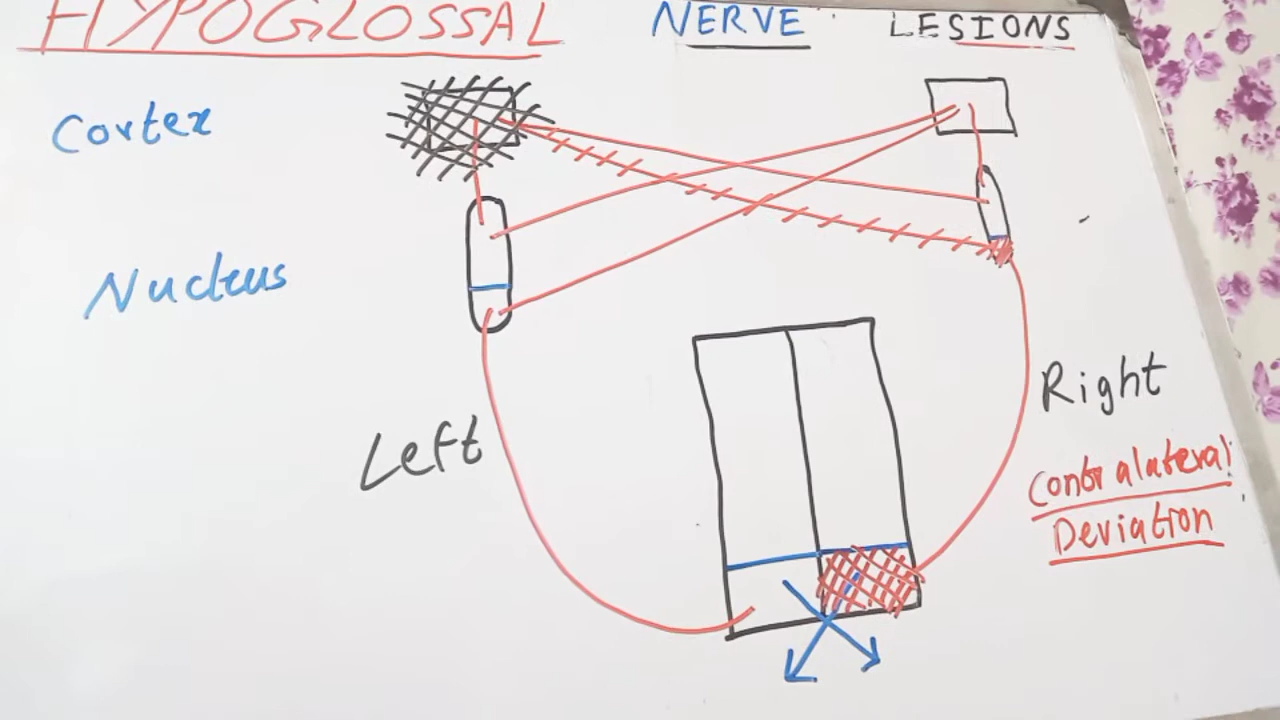 HYPOGLOSSAL NERVE LESIONS
Cortex
Nucleus
Left
Right
Contralateral
Deviation